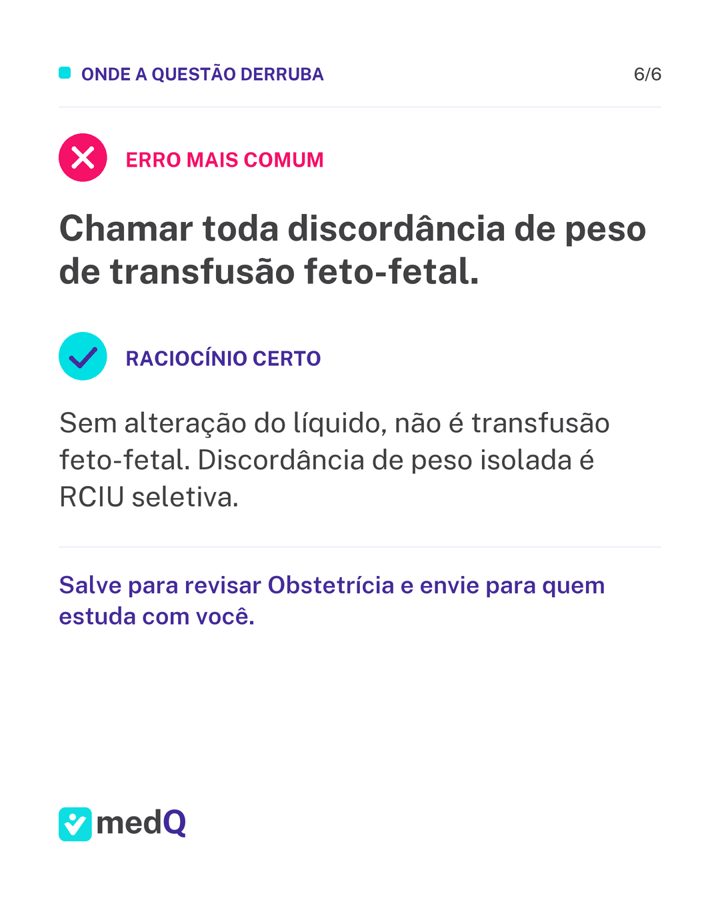 ONDE A QUESTÃO DERRUBA
6/6
ERRO MAIS COMUM
Chamar toda discordância de peso
de transfusão feto-fetal.
RACIOCÍNIO CERTO
Sem alteração do líquido, não é transfusão
feto-fetal. Discordância de peso isolada é
RCIU seletiva.
Salve para revisar Obstetrícia e envie para quem
estuda com você.
medQ